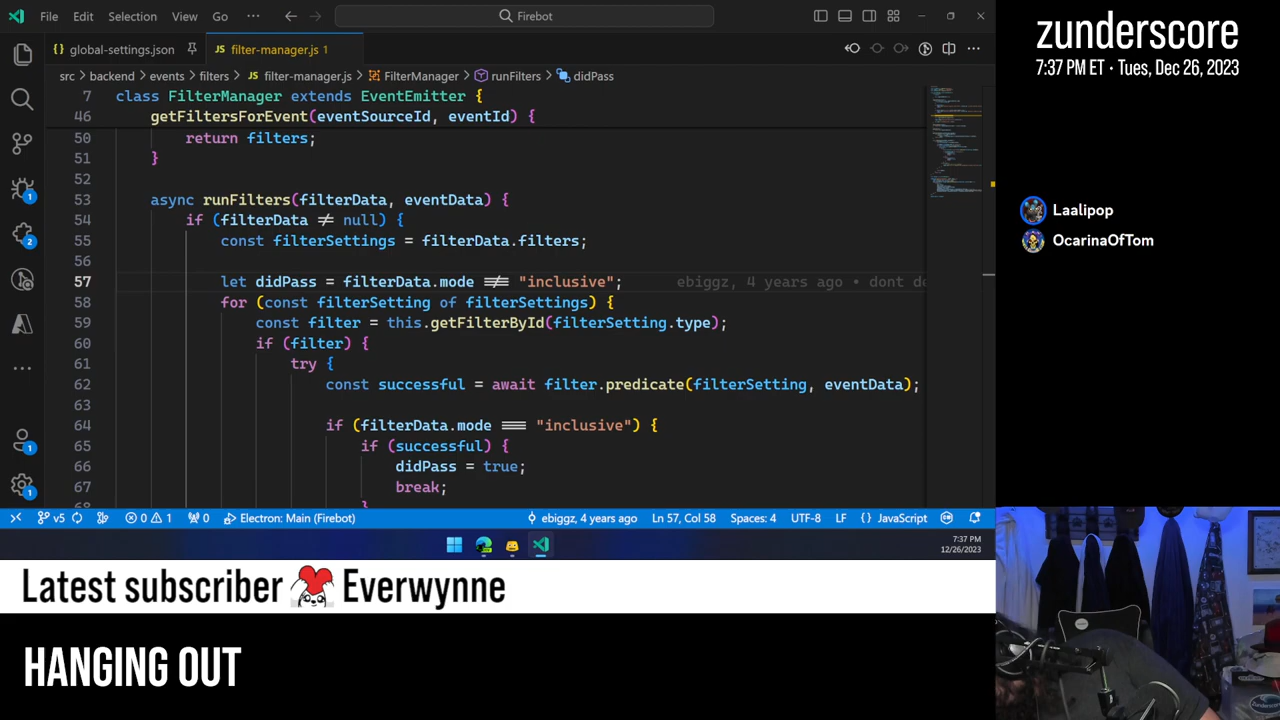 File Edit Selection View Go ··· Firebot
{} global-settings.json JS filter-manager.js 1
src > backend > events > filters > JS filter-manager.js > FilterManager > runFilters > didPass
7 class FilterManager extends EventEmitter {
46 getFiltersForEvent(eventSourceId, eventId) {
50 return filters;
51 }
52
53 async runFilters(filterData, eventData) {
54 if (filterData ≠ null) {
55 const filterSettings = filterData.filters;
56
57 let didPass = filterData.mode ≢ "inclusive"; ebiggz, 4 years ago • dont de
58 for (const filterSetting of filterSettings) {
59 const filter = this.getFilterById(filterSetting.type);
60 if (filter) {
61 try {
62 const successful = await filter.predicate(filterSetting, eventData);
63
64 if (filterData.mode ≡ "inclusive") {
65 if (successful) {
66 didPass = true;
67 break;
68 }
1
2
1
1
v5 0 1 0 Electron: Main (Firebot) ebiggz, 4 years ago Ln 57, Col 58 Spaces: 4 UTF-8 LF {} JavaScript
7:37 PM
12/26/2023
zunderscore
7:37 PM ET · Tues, Dec 26, 2023
Laalipop
OcarinaOfTom
Latest subscriber Everwynne
HANGING OUT